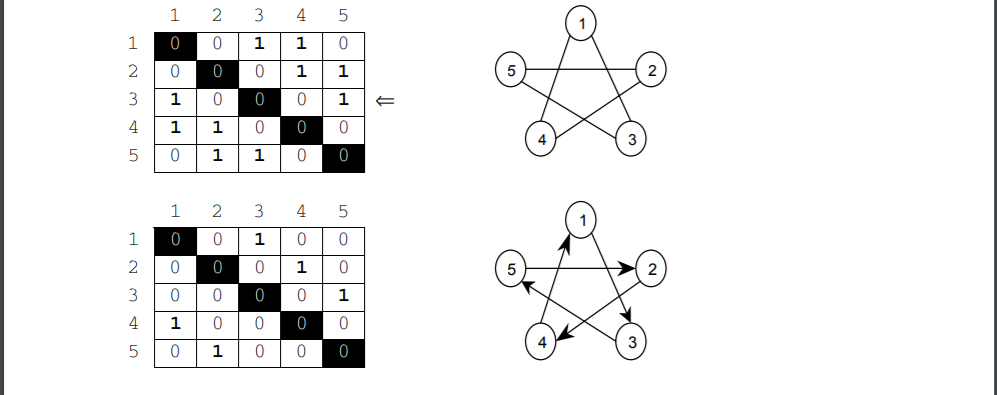 1 2 3 4 5
1 0 0 1 1 0
2 0 0 0 1 1
3 1 0 0 0 1 ⇐
4 1 1 0 0 0
5 0 1 1 0 0
1
5 2
4 3
1 2 3 4 5
1 0 0 1 0 0
2 0 0 0 1 0
3 0 0 0 0 1
4 1 0 0 0 0
5 0 1 0 0 0
1
5 2
4 3